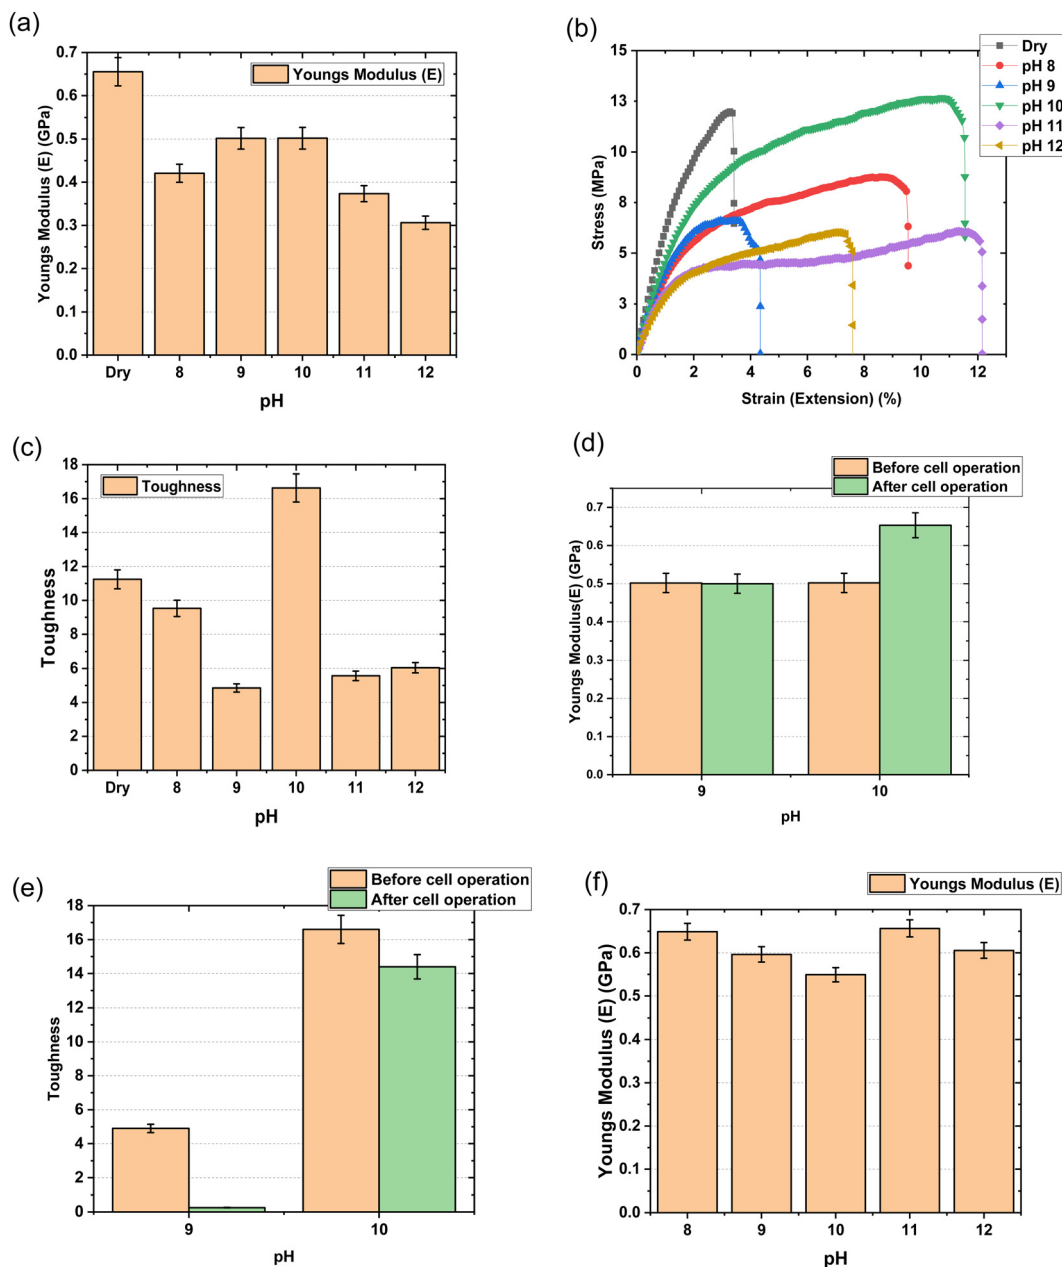 (a)
0.7
0.6
0.5
0.4
0.3
0.2
0.1
0.0
Youngs Modulus (E) (GPa)
Youngs Modulus (E)
Dry 8 9 10 11 12
pH
(b)
15
13
10
8
5
3
0
Stress (MPa)
Dry
pH 8
pH 9
pH 10
pH 11
pH 12
0 2 4 6 8 10 12
Strain (Extension) (%)
(c)
18
16
14
12
10
8
6
4
2
0
Toughness
Toughness
Dry 8 9 10 11 12
pH
(d)
Before cell operation
After cell operation
0.7
0.6
0.5
0.4
0.3
0.2
0.1
0.0
Youngs Modulus(E) (GPa)
9 10
pH
(e)
Before cell operation
After cell operation
18
16
14
12
10
8
6
4
2
0
Toughness
9 10
pH
(f)
Youngs Modulus (E)
0.7
0.6
0.5
0.4
0.3
0.2
0.1
0.0
Youngs Modulus (E) (GPa)
8 9 10 11 12
pH